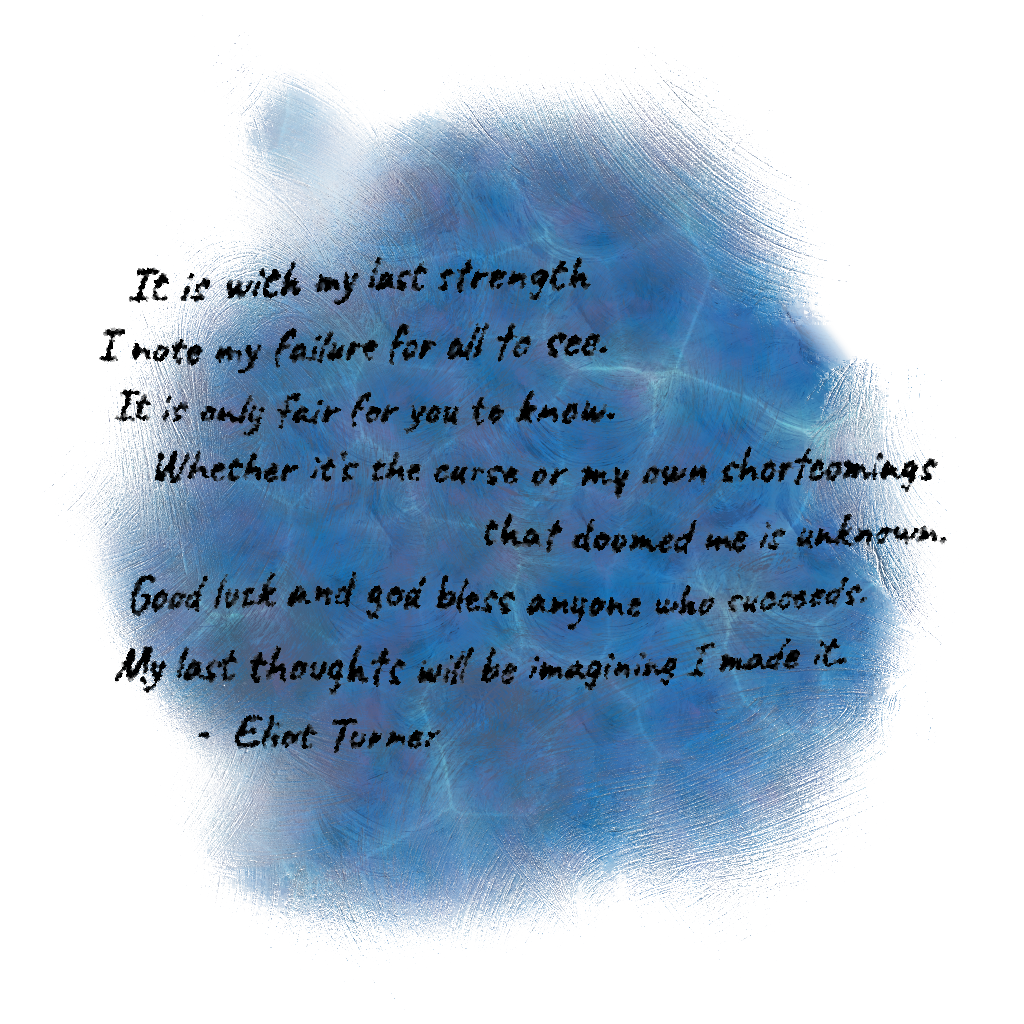 It is with my last strength
I note my failure for all to see.
It is only fair for you to know.
Whether it's the curse or my own shortcomings
that doomed me is unknown.
Good luck and god bless anyone who succeeds.
My last thoughts will be imagining I made it.
- Eliot Turner